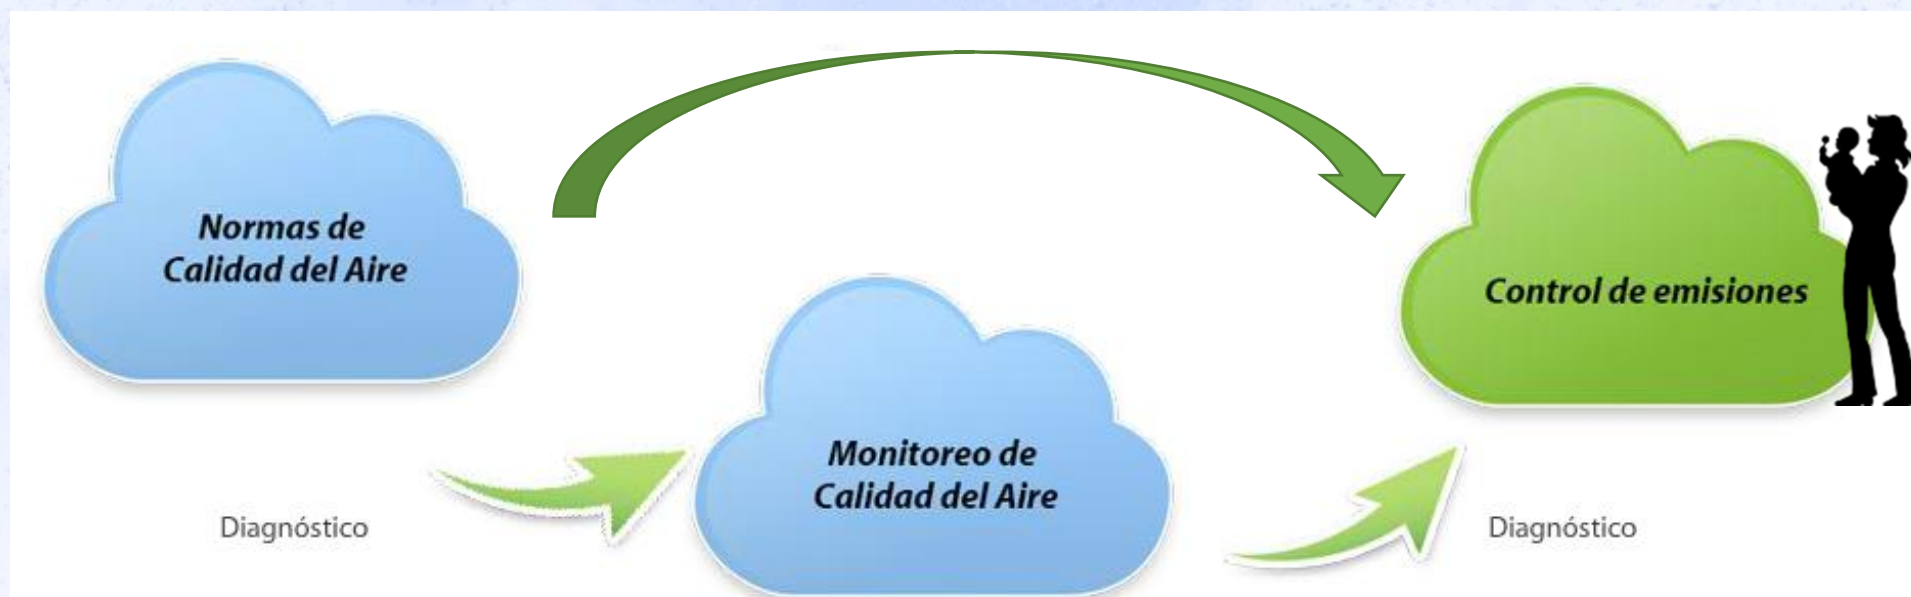 Normas de
Calidad del Aire
Control de emisiones
Monitoreo de
Calidad del Aire
Diagnóstico
Diagnóstico